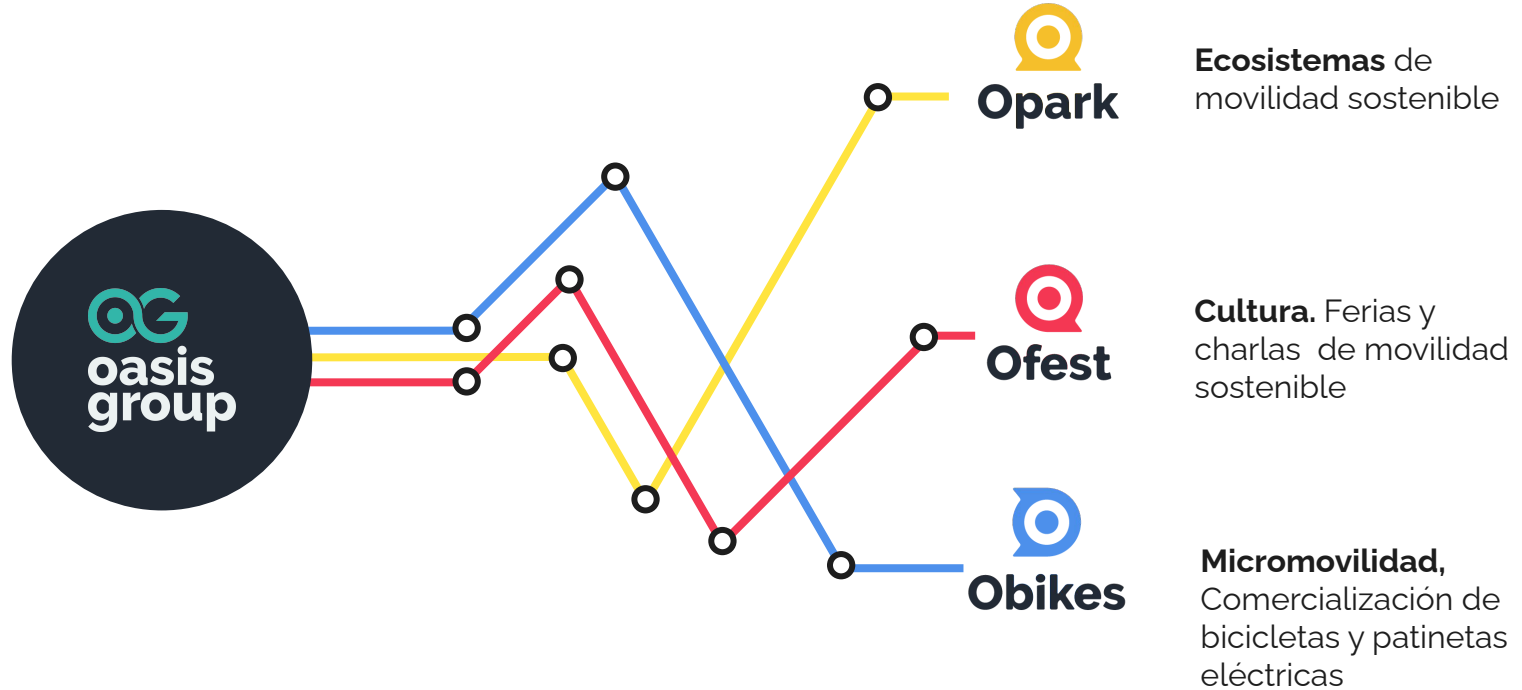 OG
oasis
group
Opark
Ecosistemas de
movilidad sostenible
Ofest
Cultura. Ferias y
charlas  de movilidad
sostenible
Obikes
Micromovilidad,
Comercialización de
bicicletas y patinetas
eléctricas